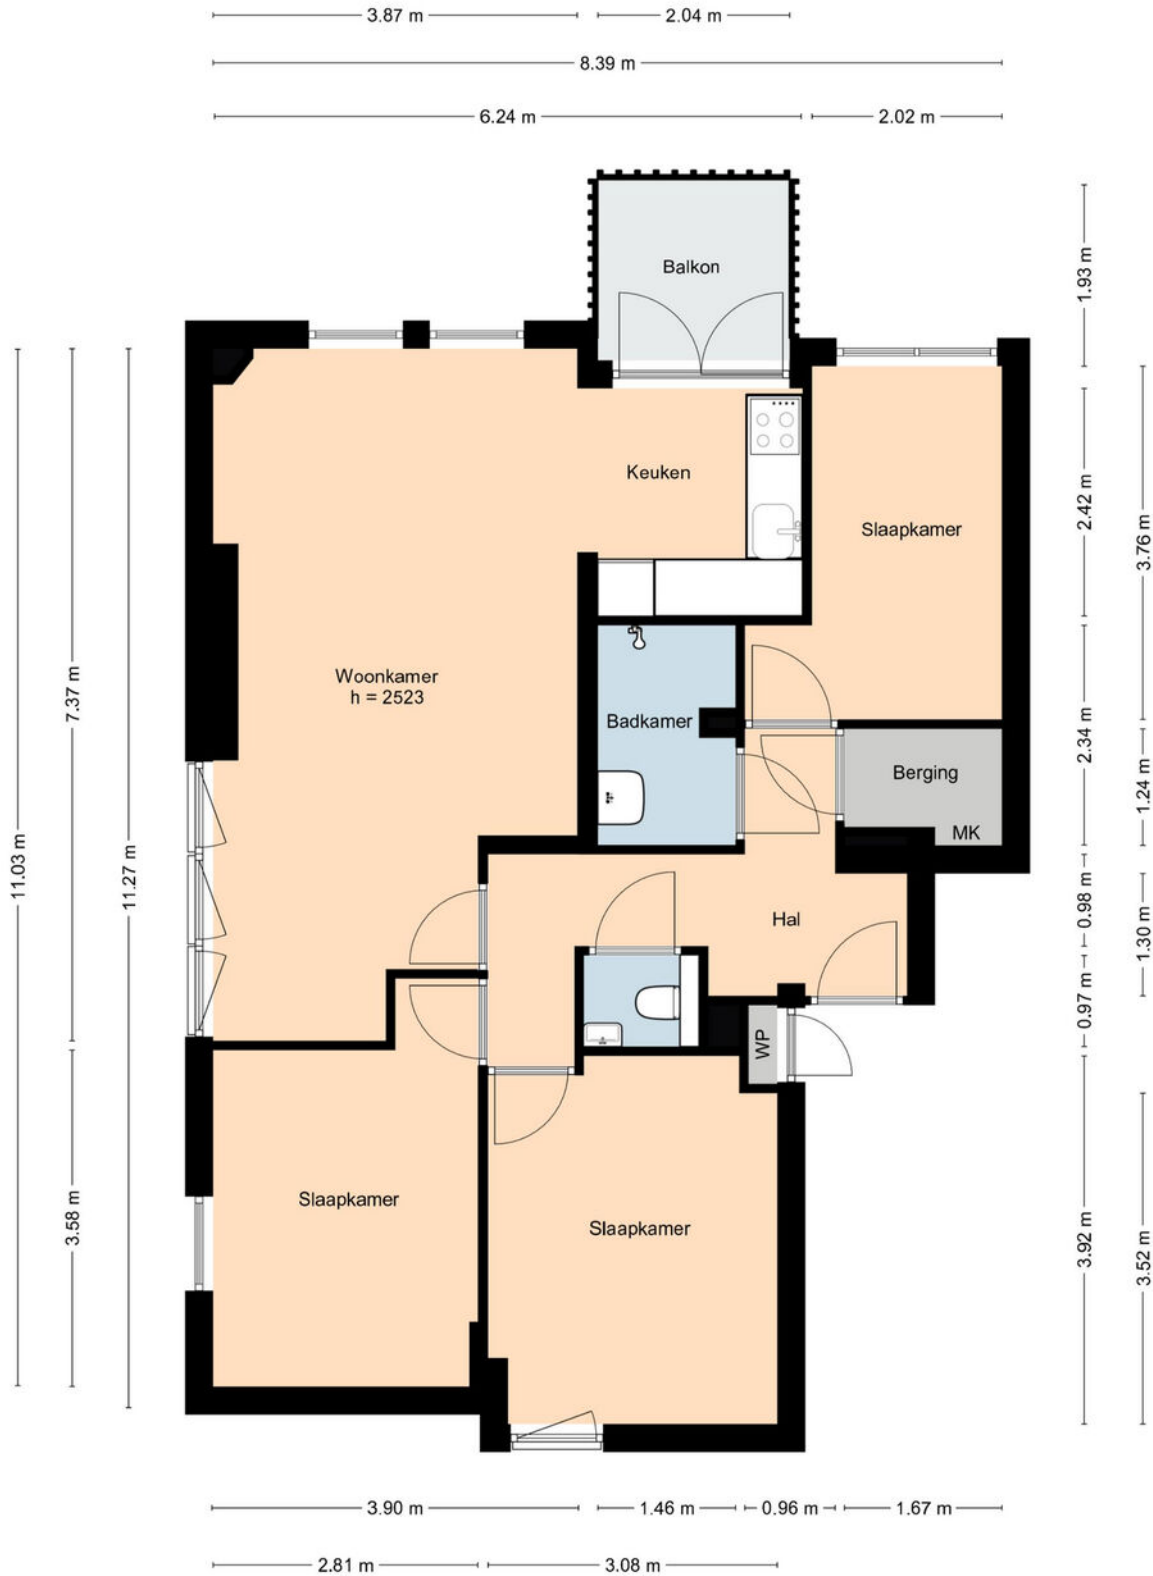 3.87 m
2.04 m
8.39 m
6.24 m
2.02 m
Balkon
1.93 m
Keuken
2.42 m
Slaapkamer
3.76 m
Woonkamer
h = 2523
7.37 m
Badkamer
2.34 m
Berging
1.24 m
MK
11.03 m
11.27 m
Hal
0.98 m
1.30 m
0.97 m
WP
Slaapkamer
Slaapkamer
3.58 m
3.92 m
3.52 m
3.90 m
1.46 m
0.96 m
1.67 m
2.81 m
3.08 m